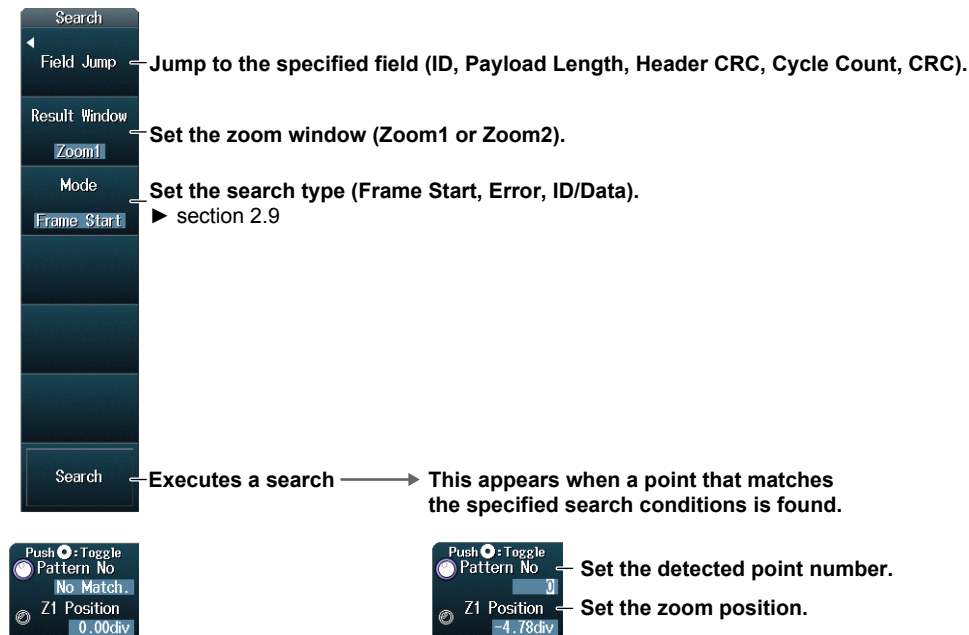 Search
Field Jump
Jump to the specified field (ID, Payload Length, Header CRC, Cycle Count, CRC).
Result Window
Zoom1
Set the zoom window (Zoom1 or Zoom2).
Mode
Frame Start
Set the search type (Frame Start, Error, ID/Data).
► section 2.9
Search
Executes a search
This appears when a point that matches
the specified search conditions is found.
Push :Toggle
Pattern No
No Match.
Z1 Position
0.00div
Push :Toggle
Pattern No
0
Set the detected point number.
Z1 Position
-4.78div
Set the zoom position.